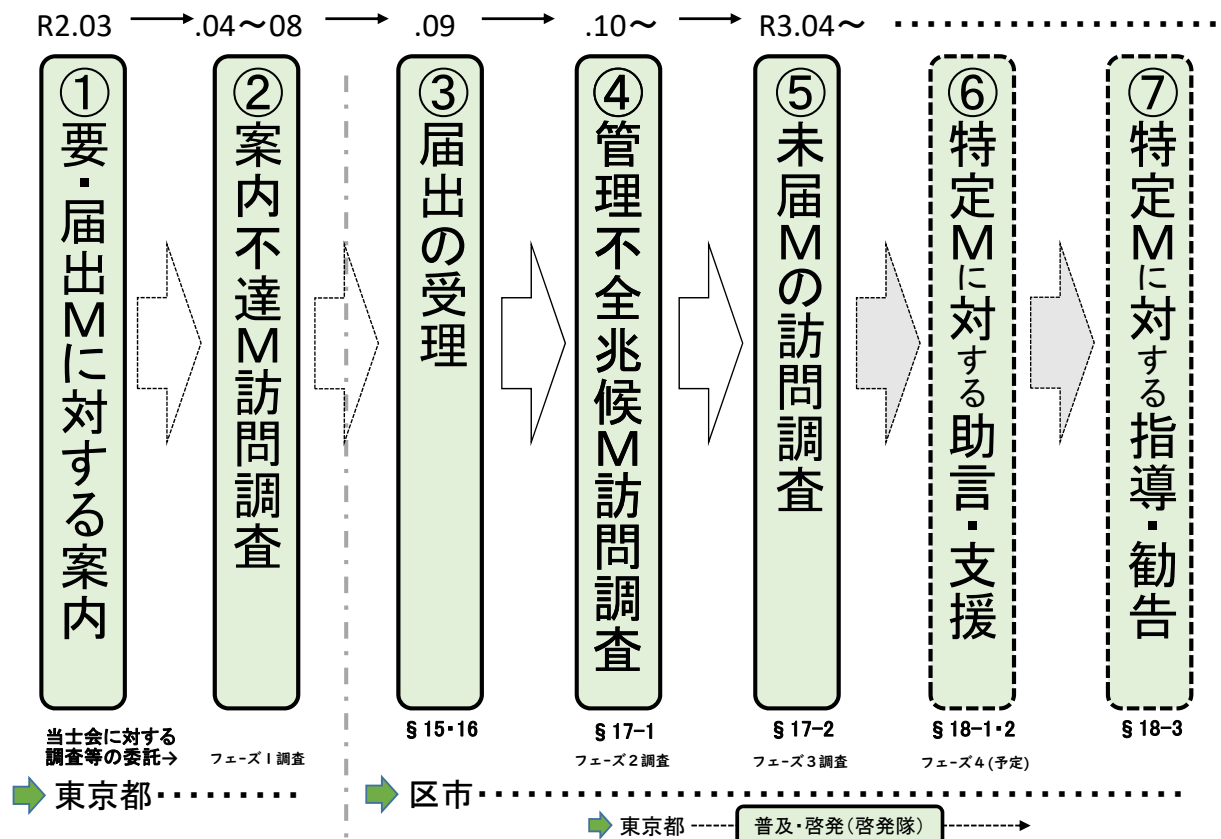 R2.03
.04～08
.09
.10～
R3.04～
①要・届出Mに対する案内
②案内不達M訪問調査
③届出の受理
④管理不全兆候M訪問調査
⑤未届Mの訪問調査
⑥特定Mに対する助言・支援
⑦特定Mに対する指導・勧告
当士会に対する
調査等の委託→
フェーズ1調査
§15・16
§17-1
フェーズ2調査
§17-2
フェーズ3調査
§18-1・2
フェーズ4(予定)
§18-3
東京都
区市
東京都
普及・啓発(啓発隊)